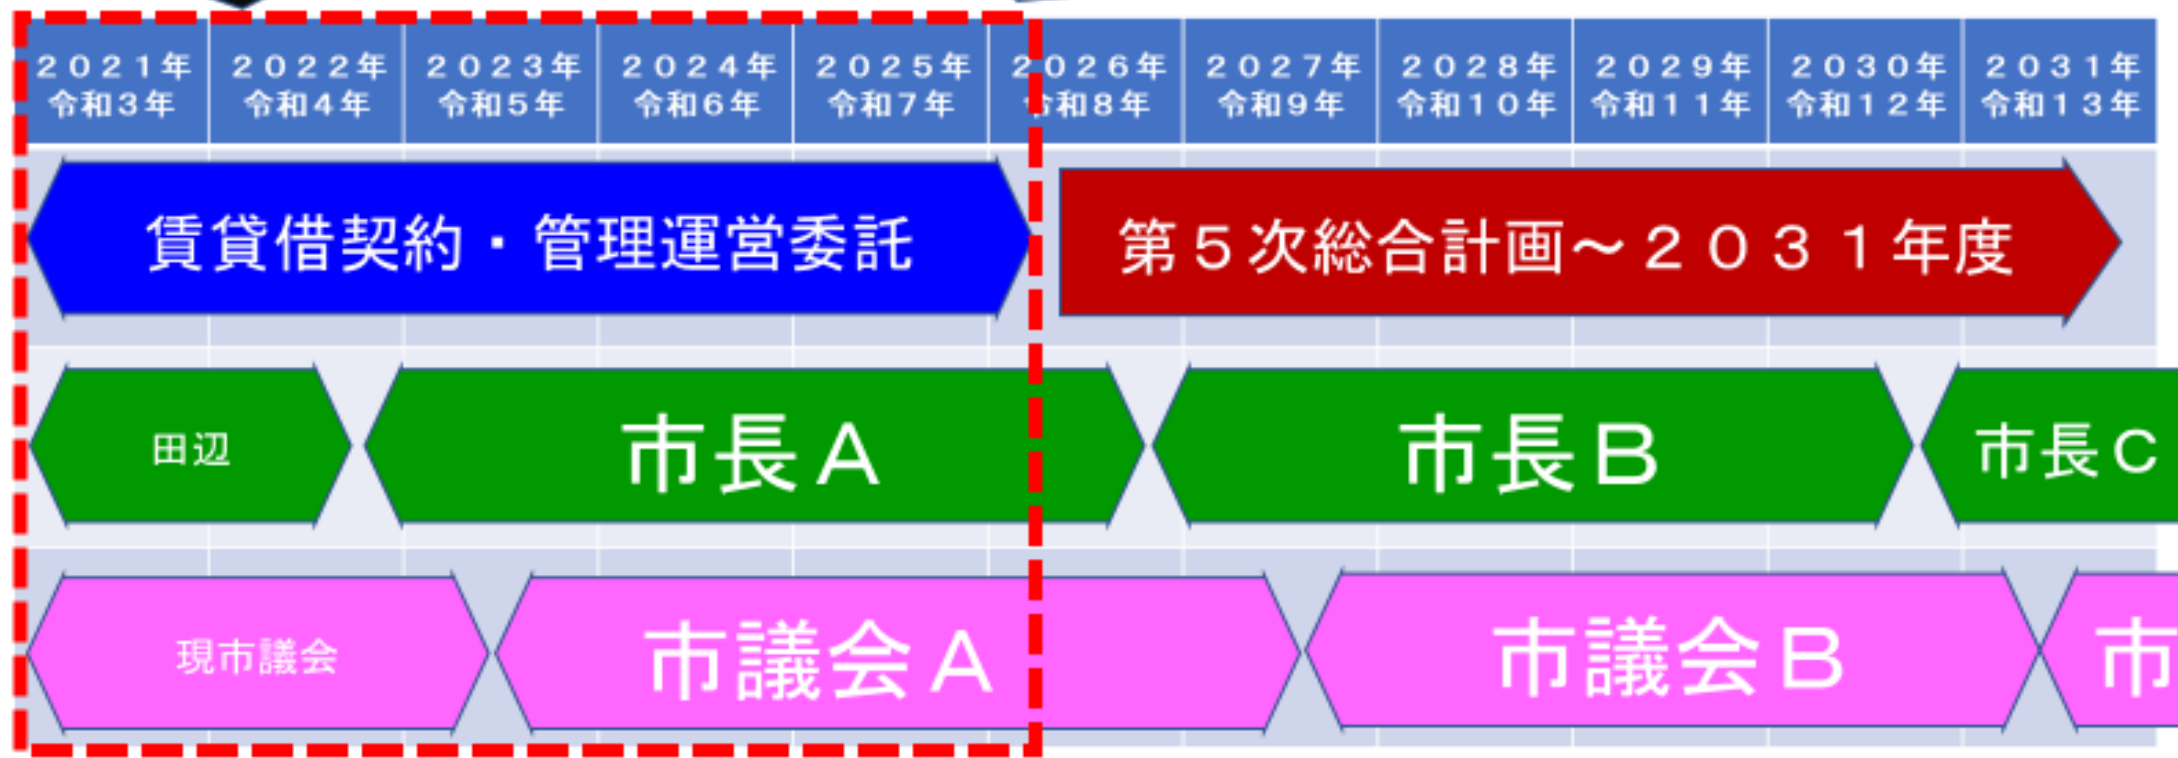 ２０２１年 ２０２２年 ２０２３年 ２０２４年 ２０２５年 ２０２６年 ２０２７年 ２０２８年 ２０２９年 ２０３０年 ２０３１年
令和３年 令和４年 令和５年 令和６年 令和７年 令和８年 令和９年 令和１０年 令和１１年 令和１２年 令和１３年
賃貸借契約・管理運営委託 第５次総合計画～２０３１年度
田辺 市長Ａ 市長Ｂ 市長Ｃ
現市議会 市議会Ａ 市議会Ｂ 市